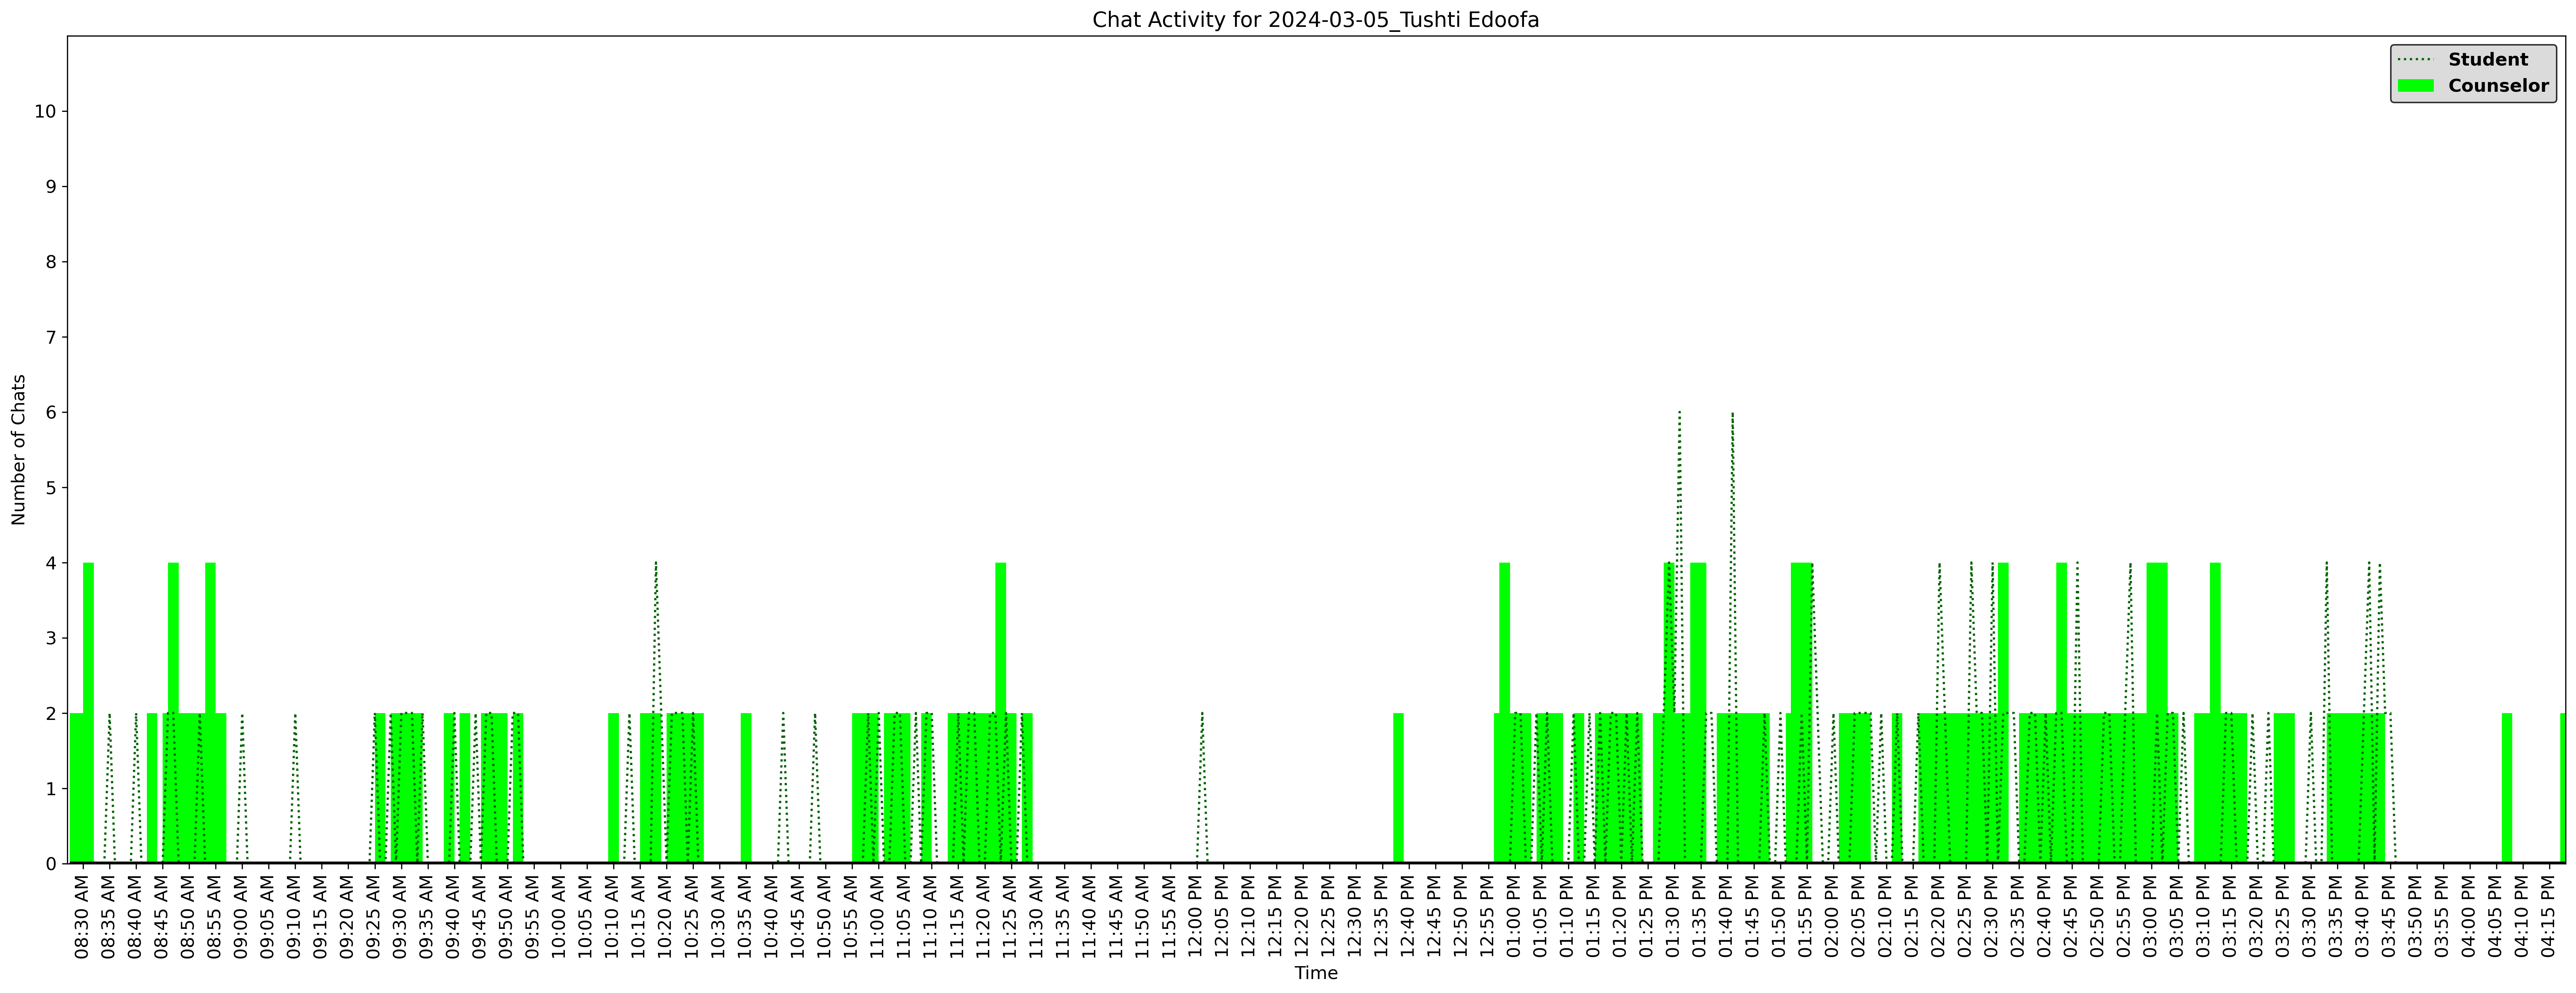 Chat Activity for 2024-03-05_Tushti Edoofa
Student
Counselor
Number of Chats
10
9
8
7
6
5
4
3
2
1
0
08:30 AM
08:35 AM
08:40 AM
08:45 AM
08:50 AM
08:55 AM
09:00 AM
09:05 AM
09:10 AM
09:15 AM
09:20 AM
09:25 AM
09:30 AM
09:35 AM
09:40 AM
09:45 AM
09:50 AM
09:55 AM
10:00 AM
10:05 AM
10:10 AM
10:15 AM
10:20 AM
10:25 AM
10:30 AM
10:35 AM
10:40 AM
10:45 AM
10:50 AM
10:55 AM
11:00 AM
11:05 AM
11:10 AM
11:15 AM
11:20 AM
11:25 AM
11:30 AM
11:35 AM
11:40 AM
11:45 AM
11:50 AM
11:55 AM
12:00 PM
12:05 PM
12:10 PM
12:15 PM
12:20 PM
12:25 PM
12:30 PM
12:35 PM
12:40 PM
12:45 PM
12:50 PM
12:55 PM
01:00 PM
01:05 PM
01:10 PM
01:15 PM
01:20 PM
01:25 PM
01:30 PM
01:35 PM
01:40 PM
01:45 PM
01:50 PM
01:55 PM
02:00 PM
02:05 PM
02:10 PM
02:15 PM
02:20 PM
02:25 PM
02:30 PM
02:35 PM
02:40 PM
02:45 PM
02:50 PM
02:55 PM
03:00 PM
03:05 PM
03:10 PM
03:15 PM
03:20 PM
03:25 PM
03:30 PM
03:35 PM
03:40 PM
03:45 PM
03:50 PM
03:55 PM
04:00 PM
04:05 PM
04:10 PM
04:15 PM
Time